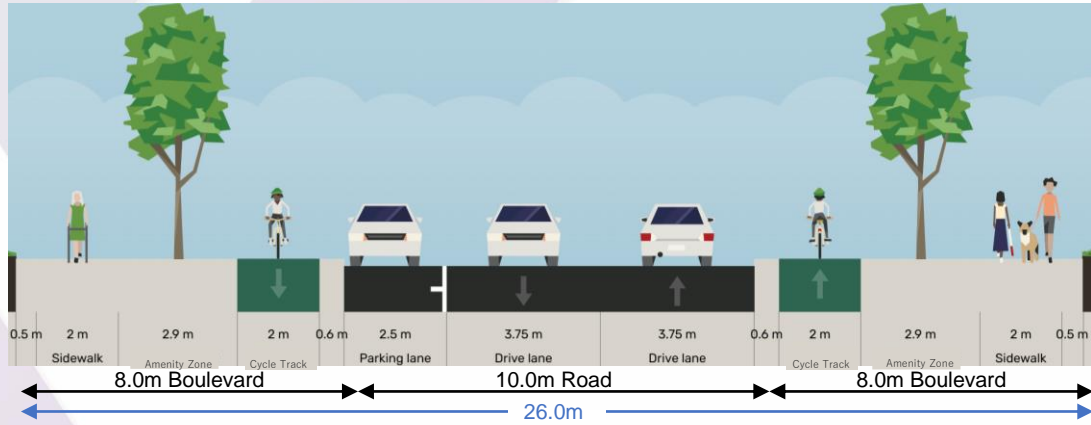 0.5 m 2 m 2.9 m 2 m 0.6 m 2.5 m 3.75 m 3.75 m 0.6 m 2 m 2.9 m 2 m 0.5 m
Sidewalk Amenity Zone Cycle Track Parking lane Drive lane Drive lane Cycle Track Amenity Zone Sidewalk
8.0m Boulevard 10.0m Road 8.0m Boulevard
26.0m